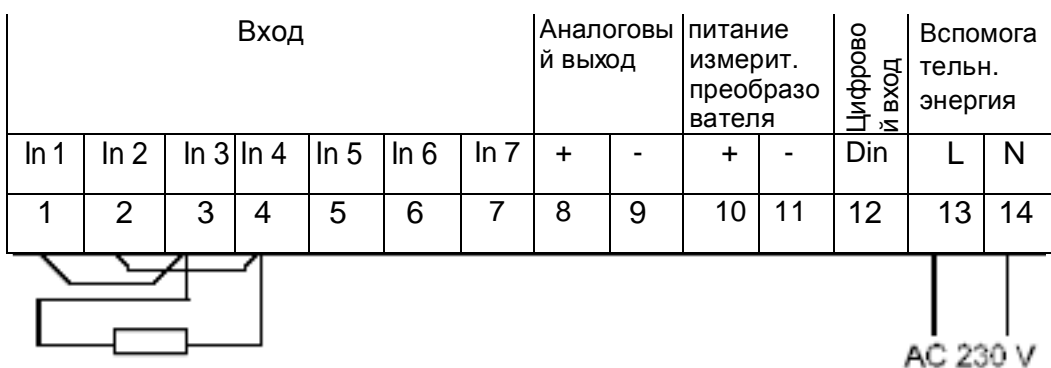 Вход
Аналоговы
й выход
питание
измерит.
преобразо
вателя
Цифрово
й вход
Вспомога
тельн.
энергия
In 1 In 2 In 3 In 4 In 5 In 6 In 7 + - + - Din L N
1 2 3 4 5 6 7 8 9 10 11 12 13 14
AC 230 V